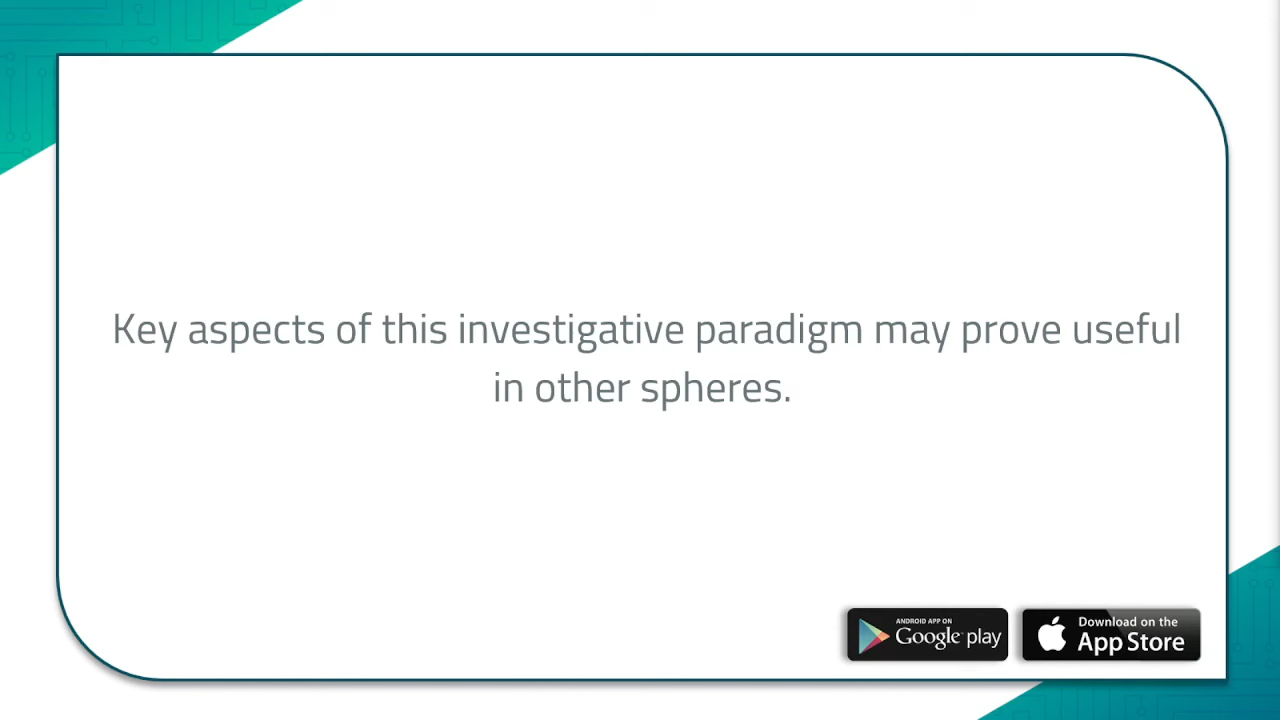 Key aspects of this investigative paradigm may prove useful
in other spheres.
ANDROID APP ON
Google play
Download on the
App Store